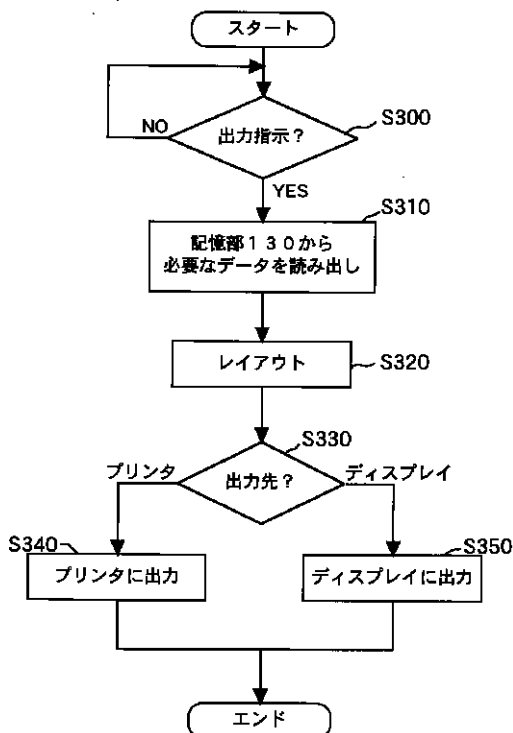 スタート
S300
NO
出力指示？
YES
S310
記憶部１３０から
必要なデータを読み出し
レイアウト
S320
S330
プリンタ
出力先？
ディスプレイ
S340
プリンタに出力
S350
ディスプレイに出力
エンド